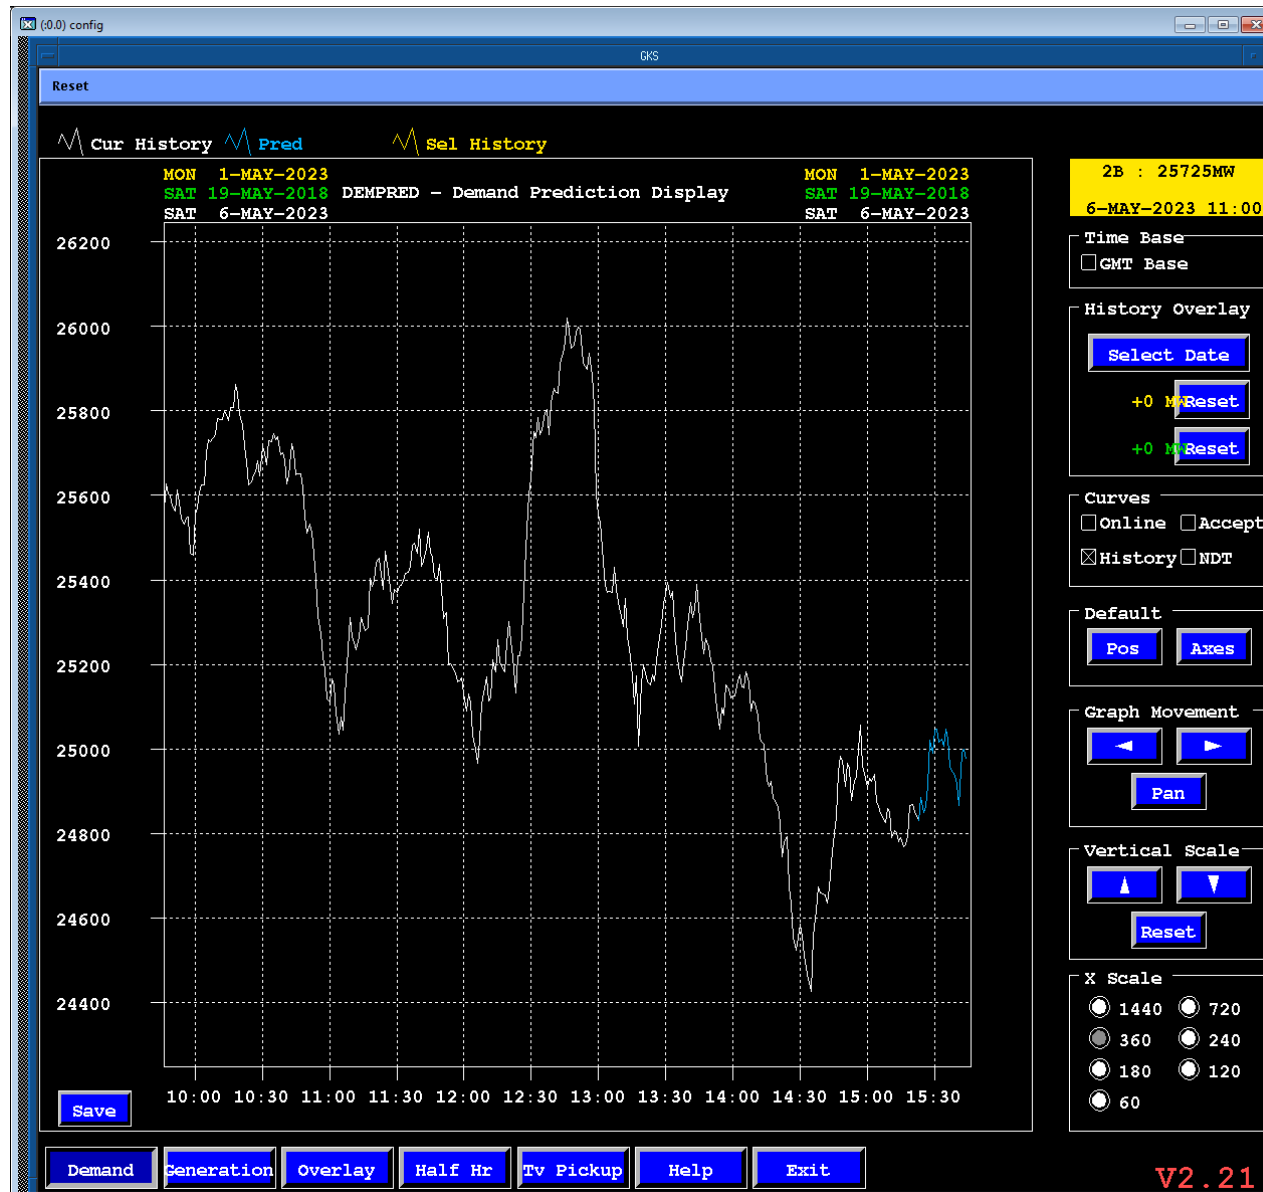 (:0.0) config
GKS
Reset
Cur History Pred Sel History
MON 1-MAY-2023 MON 1-MAY-2023
SAT 19-MAY-2018 DEMPRED - Demand Prediction Display SAT 19-MAY-2018
SAT 6-MAY-2023 SAT 6-MAY-2023
26200
26000
25800
25600
25400
25200
25000
24800
24600
24400
10:00 10:30 11:00 11:30 12:00 12:30 13:00 13:30 14:00 14:30 15:00 15:30
Save
2B : 25725MW
6-MAY-2023 11:00
Time Base
GMT Base
History Overlay
Select Date
+0 MW Reset
+0 MW Reset
Curves
Online Accept
History NDT
Default
Pos Axes
Graph Movement
Pan
Vertical Scale
Reset
X Scale
1440 720
360 240
180 120
60
Demand Generation Overlay Half Hr Tv Pickup Help Exit
V2.21